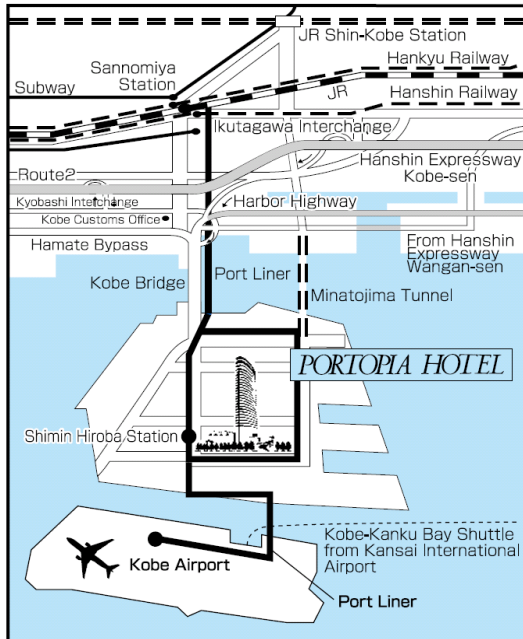 JR Shin-Kobe Station
Sannomiya
Station
Hankyu Railway
Subway
JR
Hanshin Railway
Ikutagawa Interchange
Hanshin Expressway
Kobe-sen
Route2
Kyobashi Interchange
Harbor Highway
Kobe Customs Office
Hamate Bypass
From Hanshin
Expressway
Wangan-sen
Kobe Bridge
Port Liner
Minatojima Tunnel
PORTOPIA HOTEL
Shimin Hiroba Station
Kobe-Kanku Bay Shuttle
from Kansai International
Airport
Kobe Airport
Port Liner